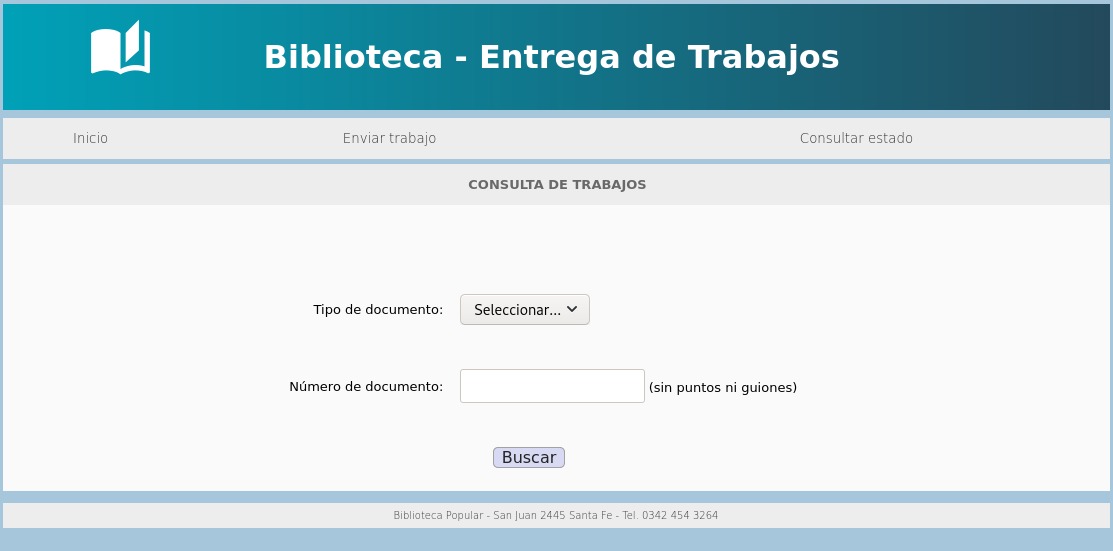 Biblioteca - Entrega de Trabajos
Inicio Enviar trabajo Consultar estado
CONSULTA DE TRABAJOS
Tipo de documento: Seleccionar...
Número de documento: (sin puntos ni guiones)
Buscar
Biblioteca Popular - San Juan 2445 Santa Fe - Tel. 0342 454 3264